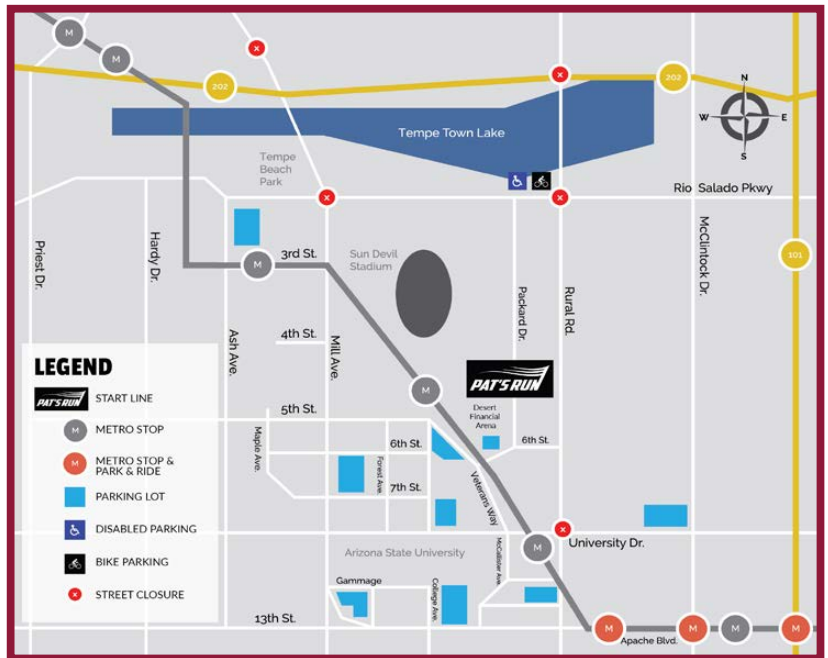 M
M
202
202
N
W
E
S
Tempe Town Lake
Tempe
Beach
Park
Rio Salado Pkwy
Priest Dr.
Hardy Dr.
3rd St.
M
Sun Devil
Stadium
Packard Dr.
Rural Rd.
McClintock Dr.
101
Ash Ave.
4th St.
Mill Ave.
M
PAT'S RUN
Desert
Financial
Arena
5th St.
6th St.
6th St.
Maple Ave.
Forest Ave.
7th St.
Veterans Way
M
University Dr.
Arizona State University
McCallister Ave.
Gammage
College Ave.
13th St.
M
M
M
M
Apache Blvd.
LEGEND
PAT'S RUN
START LINE
M
METRO STOP
M
METRO STOP &
PARK & RIDE
PARKING LOT
DISABLED PARKING
BIKE PARKING
STREET CLOSURE